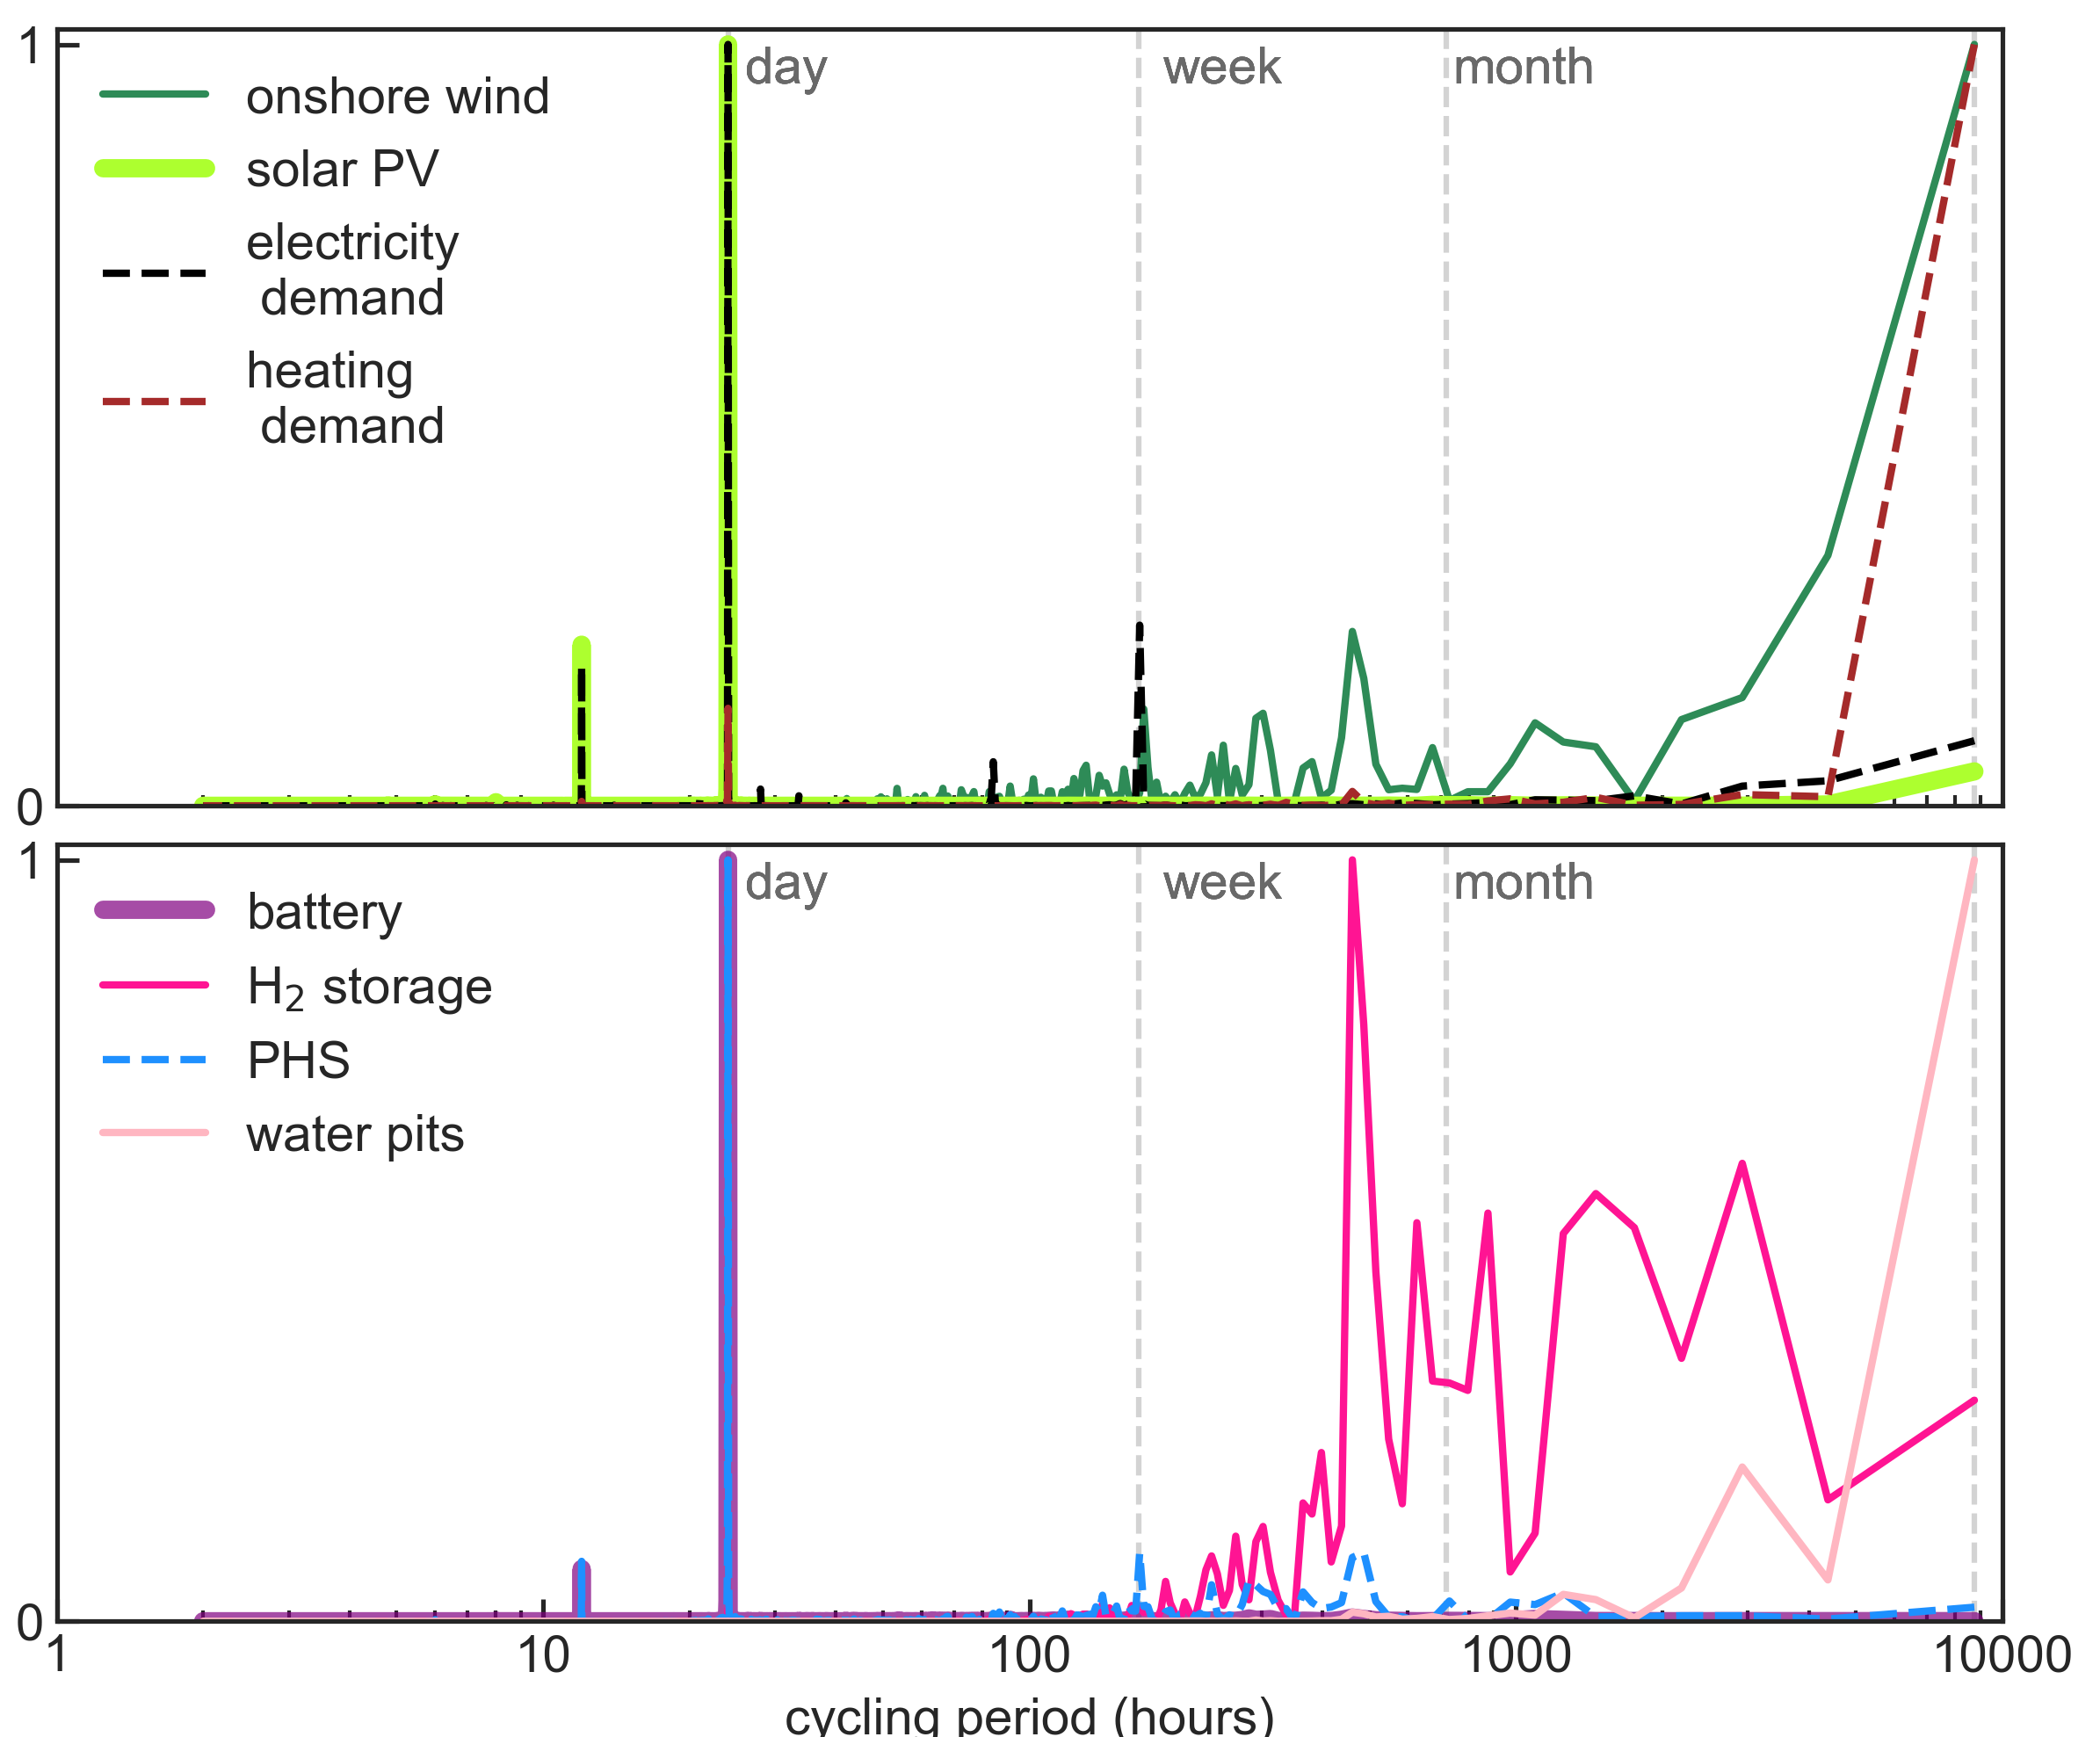 1
day
week
month
onshore wind
solar PV
electricity
demand
heating
demand
0
1
day
week
month
battery
H₂ storage
PHS
water pits
0
1
10
100
1000
10000
cycling period (hours)